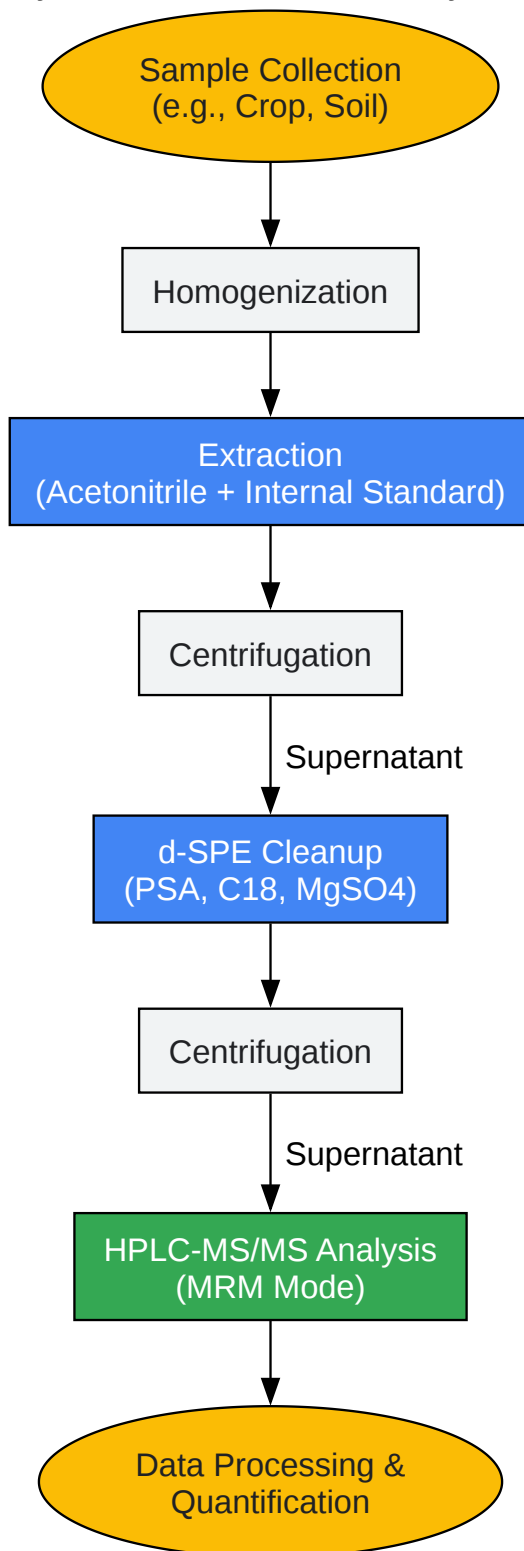 Sample Collection
(e.g., Crop, Soil)
Homogenization
Extraction
(Acetonitrile + Internal Standard)
Centrifugation
Supernatant
d-SPE Cleanup
(PSA, C18, MgSO4)
Centrifugation
Supernatant
HPLC-MS/MS Analysis
(MRM Mode)
Data Processing &
Quantification